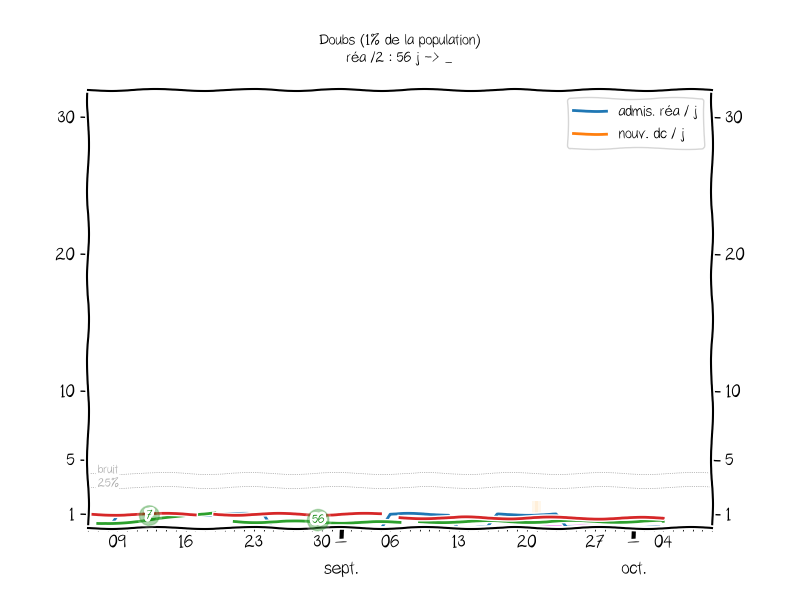 Doubs (1% de la population)
réa /2 : 56 j -> _
admis. réa / j
nouv. dc / j
30 30
20 20
10 10
5 5
bruit
25%
1 7 56 1
09 16 23 30 06 13 20 27 04
sept. oct.